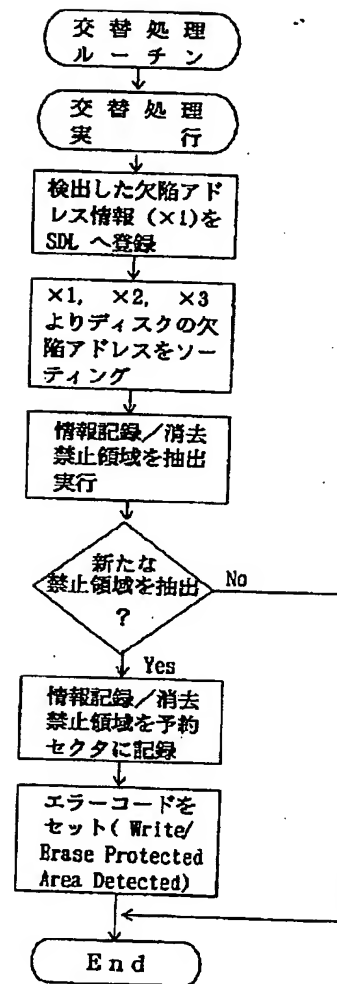 交替処理
ルーチン
交替処理
実行
検出した欠陥アド
レス情報(×1)を
SDL へ登録
×1, ×2, ×3
よりディスクの欠
陥アドレスをソー
ティング
情報記録/消去
禁止領域を抽出
実行
新たな
禁止領域を抽出
?
No
Yes
情報記録/消去
禁止領域を予約
セクタに記録
エラーコードを
セット( Write/
Erase Protected
Area Detected)
End